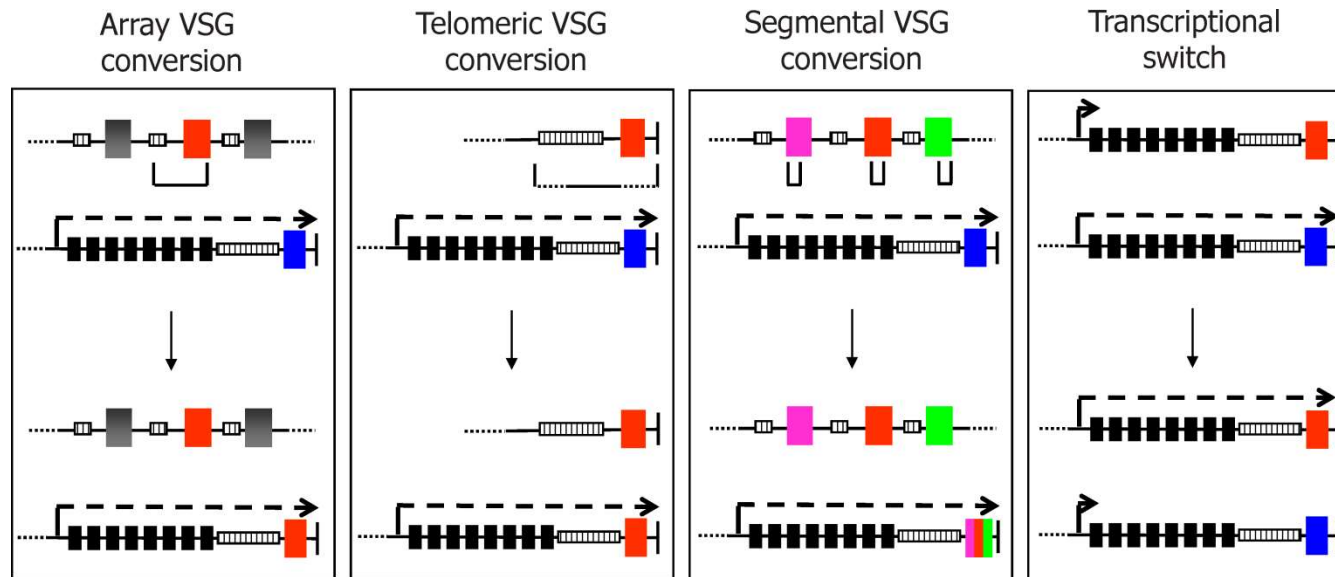 Array VSG
conversion
Telomeric VSG
conversion
Segmental VSG
conversion
Transcriptional
switch